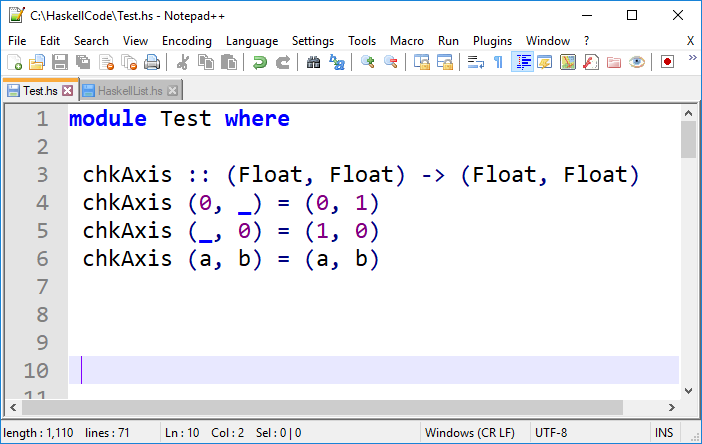 C:\HaskellCode\Test.hs - Notepad++
File Edit Search View Encoding Language Settings Tools Macro Run Plugins Window ? X
Test.hs HaskellList.hs
1 module Test where
2
3 chkAxis :: (Float, Float) -> (Float, Float)
4 chkAxis (0, _) = (0, 1)
5 chkAxis (_, 0) = (1, 0)
6 chkAxis (a, b) = (a, b)
7
8
9
10
11
length : 1,110 lines : 71 Ln : 10 Col : 2 Sel : 0 | 0 Windows (CR LF) UTF-8 INS